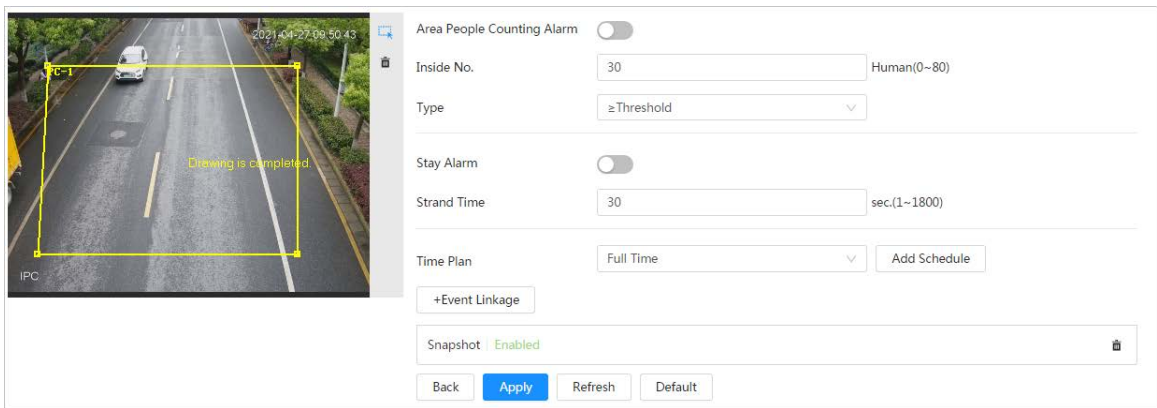 2021-04-27 09:50:43
PC-1
Drawing is completed.
IPC
Area People Counting Alarm
Inside No. 30 Human(0~80)
Type ≥Threshold
Stay Alarm
Strand Time 30 sec.(1~1800)
Time Plan Full Time Add Schedule
+Event Linkage
Snapshot Enabled
Back Apply Refresh Default